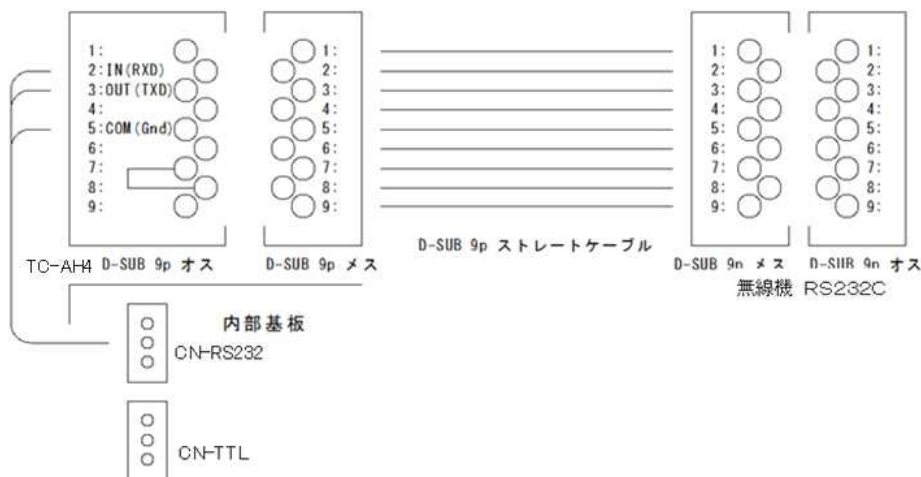 1: 1: 1: 1:
2:IN(RXD) 2: 2: 2:
3:OUT(TXD) 3: 3: 3:
4: 4: 4: 4:
5:COM(Gnd) 5: 5: 5:
6: 6: 6: 6:
7: 7: 7: 7:
8: 8: 8: 8:
9: 9: 9: 9:
D-SUB 9p ストレートケーブル
TC-AH4 D-SUB 9p オス D-SUB 9p メス D-SUB 9p メス D-SUB 9p オス
無線機 RS232C
内部基板
CN-RS232
CN-TTL